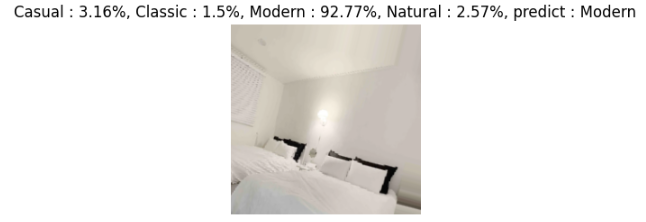 Casual : 3.16%, Classic : 1.5%, Modern : 92.77%, Natural : 2.57%, predict : Modern